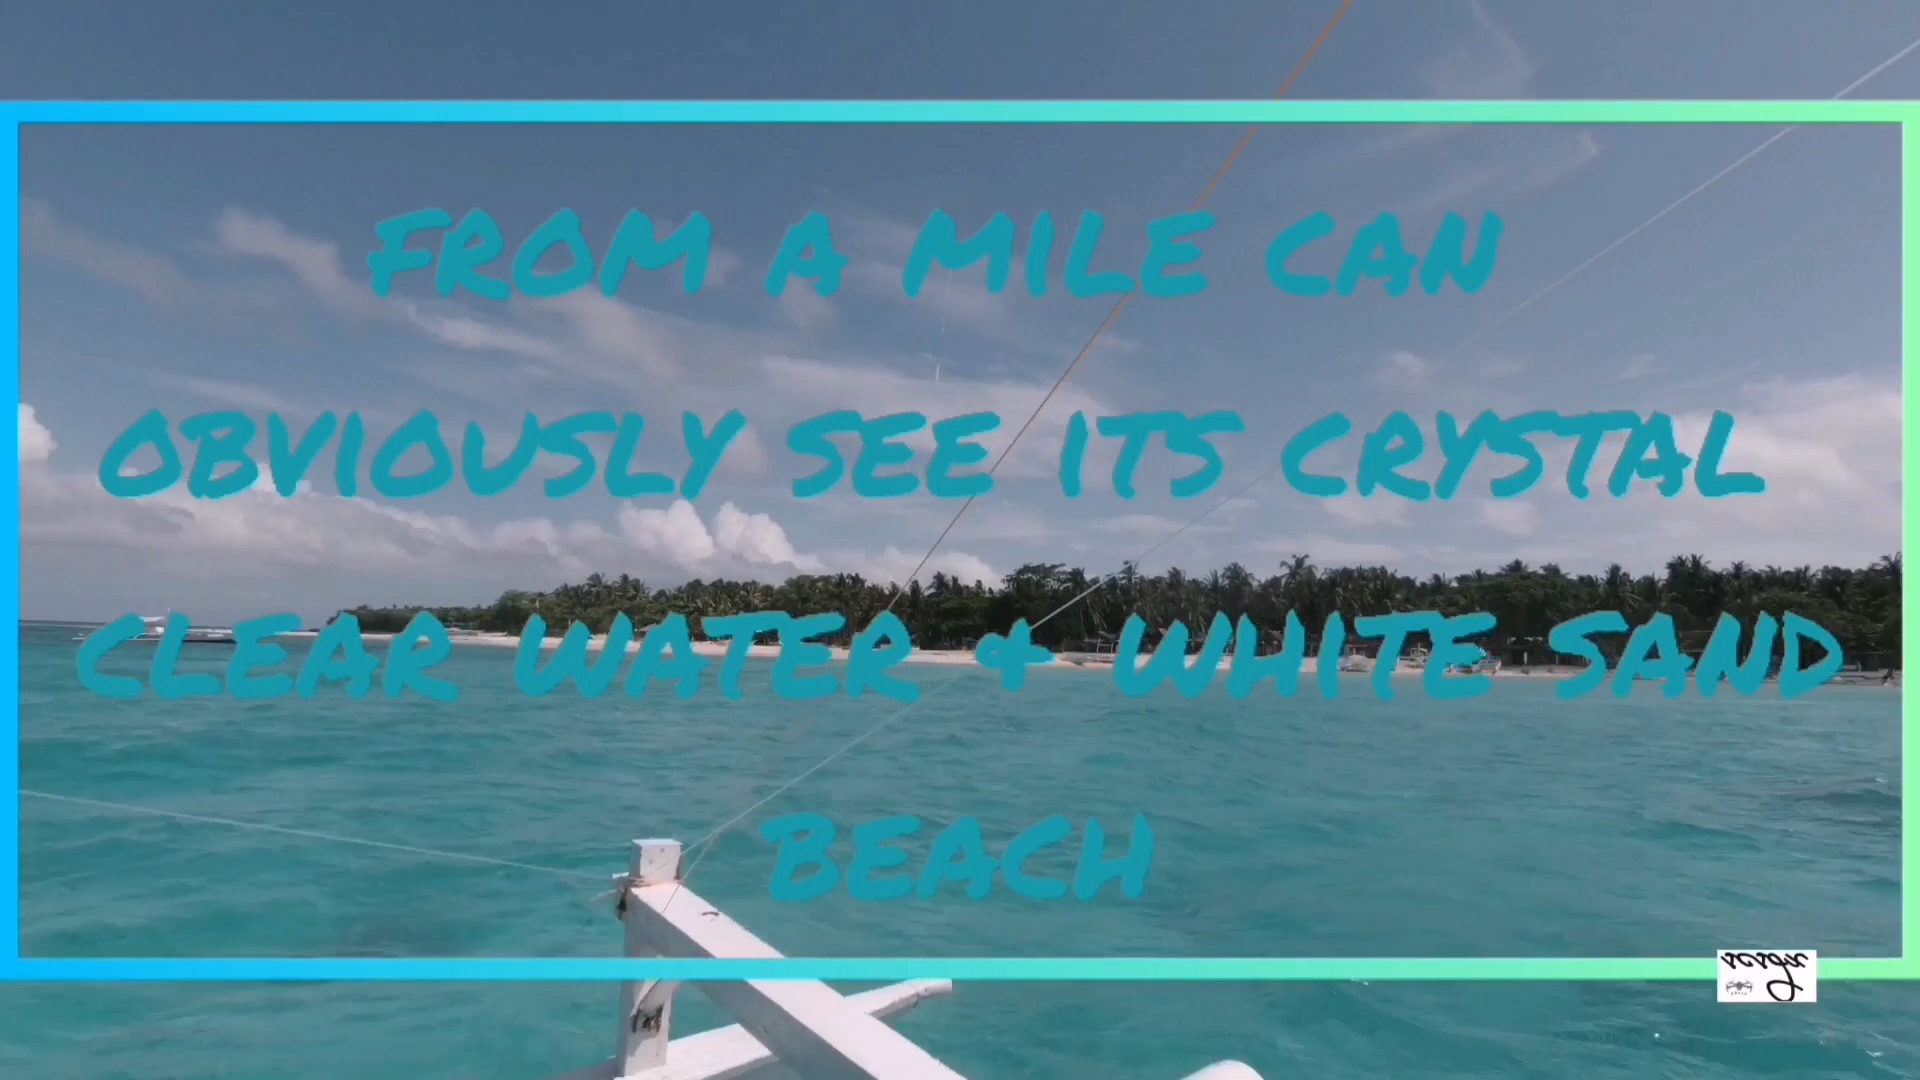 FROM A MILE CAN
OBVIOUSLY SEE ITS CRYSTAL
CLEAR WATER & WHITE SAND
BEACH